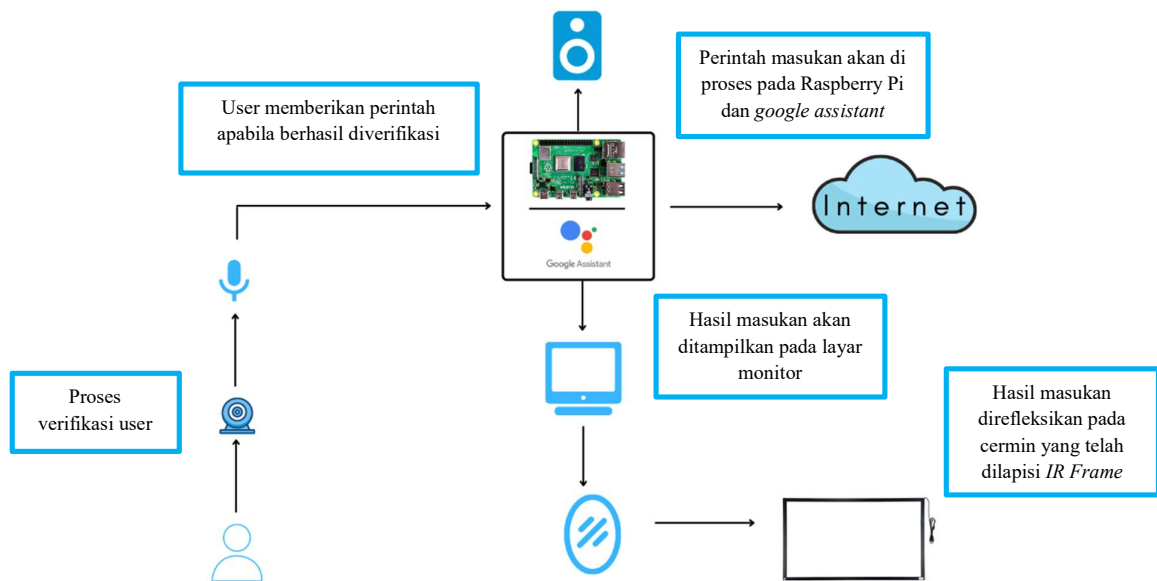 Perintah masukan akan di
proses pada Raspberry Pi
dan google assistant
User memberikan perintah
apabila berhasil diverifikasi
Internet
Google Assistant
Hasil masukan akan
ditampilkan pada layar
monitor
Proses
verifikasi user
Hasil masukan
direfleksikan pada
cermin yang telah
dilapisi IR Frame